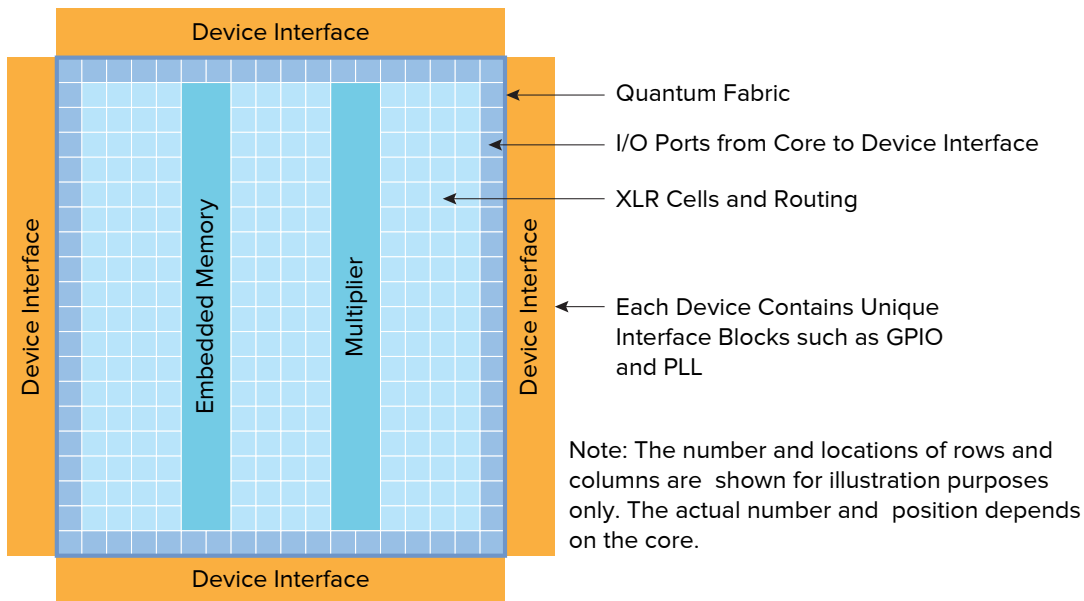 Device Interface
Quantum Fabric
I/O Ports from Core to Device Interface
XLR Cells and Routing
Device Interface
Embedded Memory
Multiplier
Device Interface
Each Device Contains Unique
Interface Blocks such as GPIO
and PLL
Note: The number and locations of rows and
columns are  shown for illustration purposes
only. The actual number and  position depends
on the core.
Device Interface